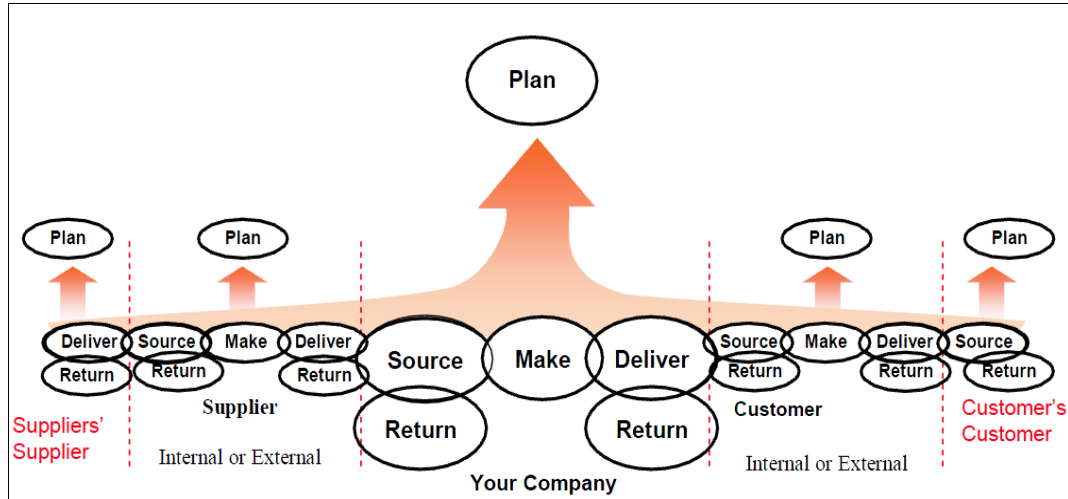 Plan
Plan
Plan
Plan
Plan
Deliver
Source
Make
Deliver
Source
Make
Deliver
Source
Make
Deliver
Source
Return
Return
Return
Return
Return
Return
Return
Return
Suppliers'
Supplier
Supplier
Internal or External
Your Company
Customer
Internal or External
Customer's
Customer